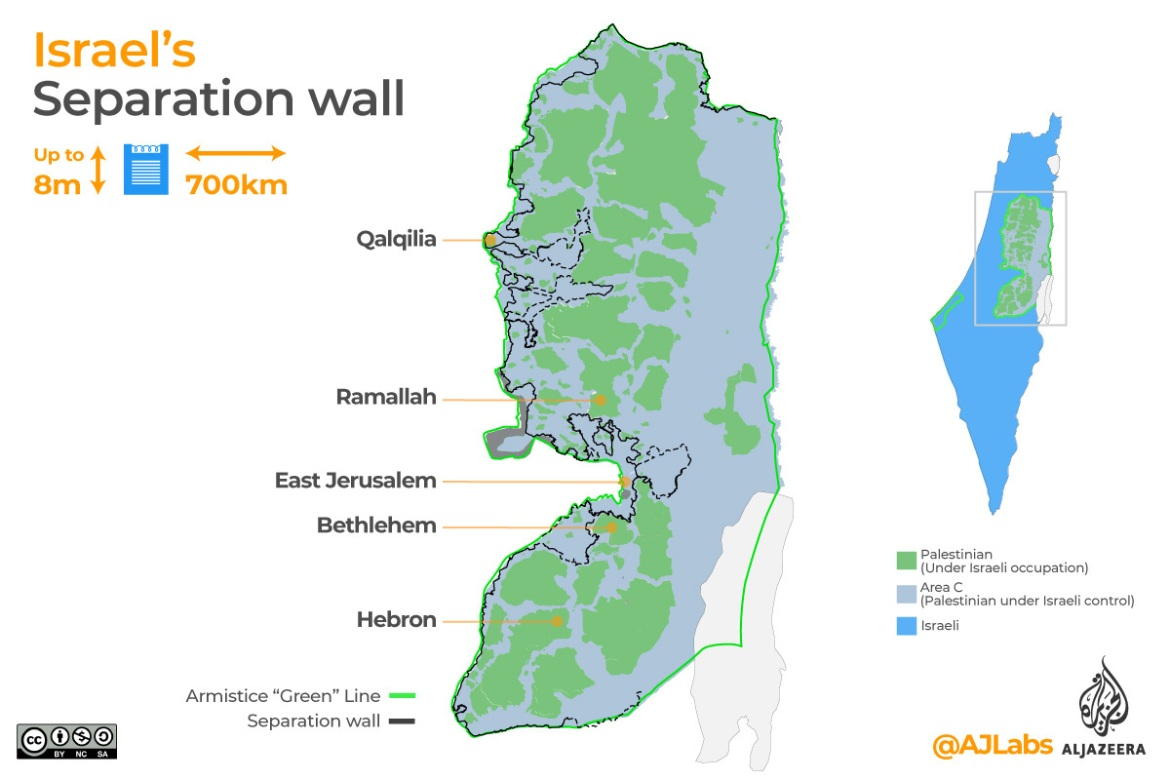 Israel's
Separation wall
Up to
8m
700km
Qalqilia
Ramallah
East Jerusalem
Bethlehem
Hebron
Armistice “Green” Line
Separation wall
Palestinian
(Under Israeli occupation)
Area C
(Palestinian under Israeli control)
Israeli
cc
BY NC SA
@AJLabs
ALJAZEERA